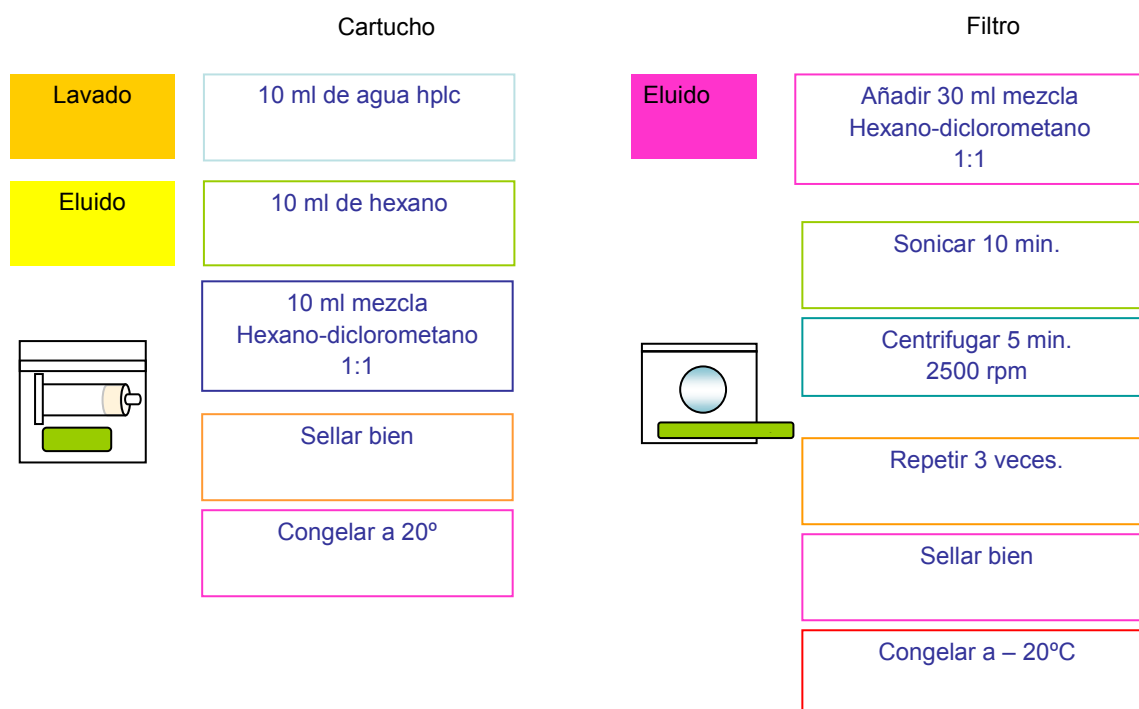 Cartucho
Lavado
10 ml de agua hplc
Eluido
10 ml de hexano
10 ml mezcla
Hexano-diclorometano
1:1
Sellar bien
Congelar a 20º
Filtro
Eluido
Añadir 30 ml mezcla
Hexano-diclorometano
1:1
Sonicar 10 min.
Centrifugar 5 min.
2500 rpm
Repetir 3 veces.
Sellar bien
Congelar a – 20ºC